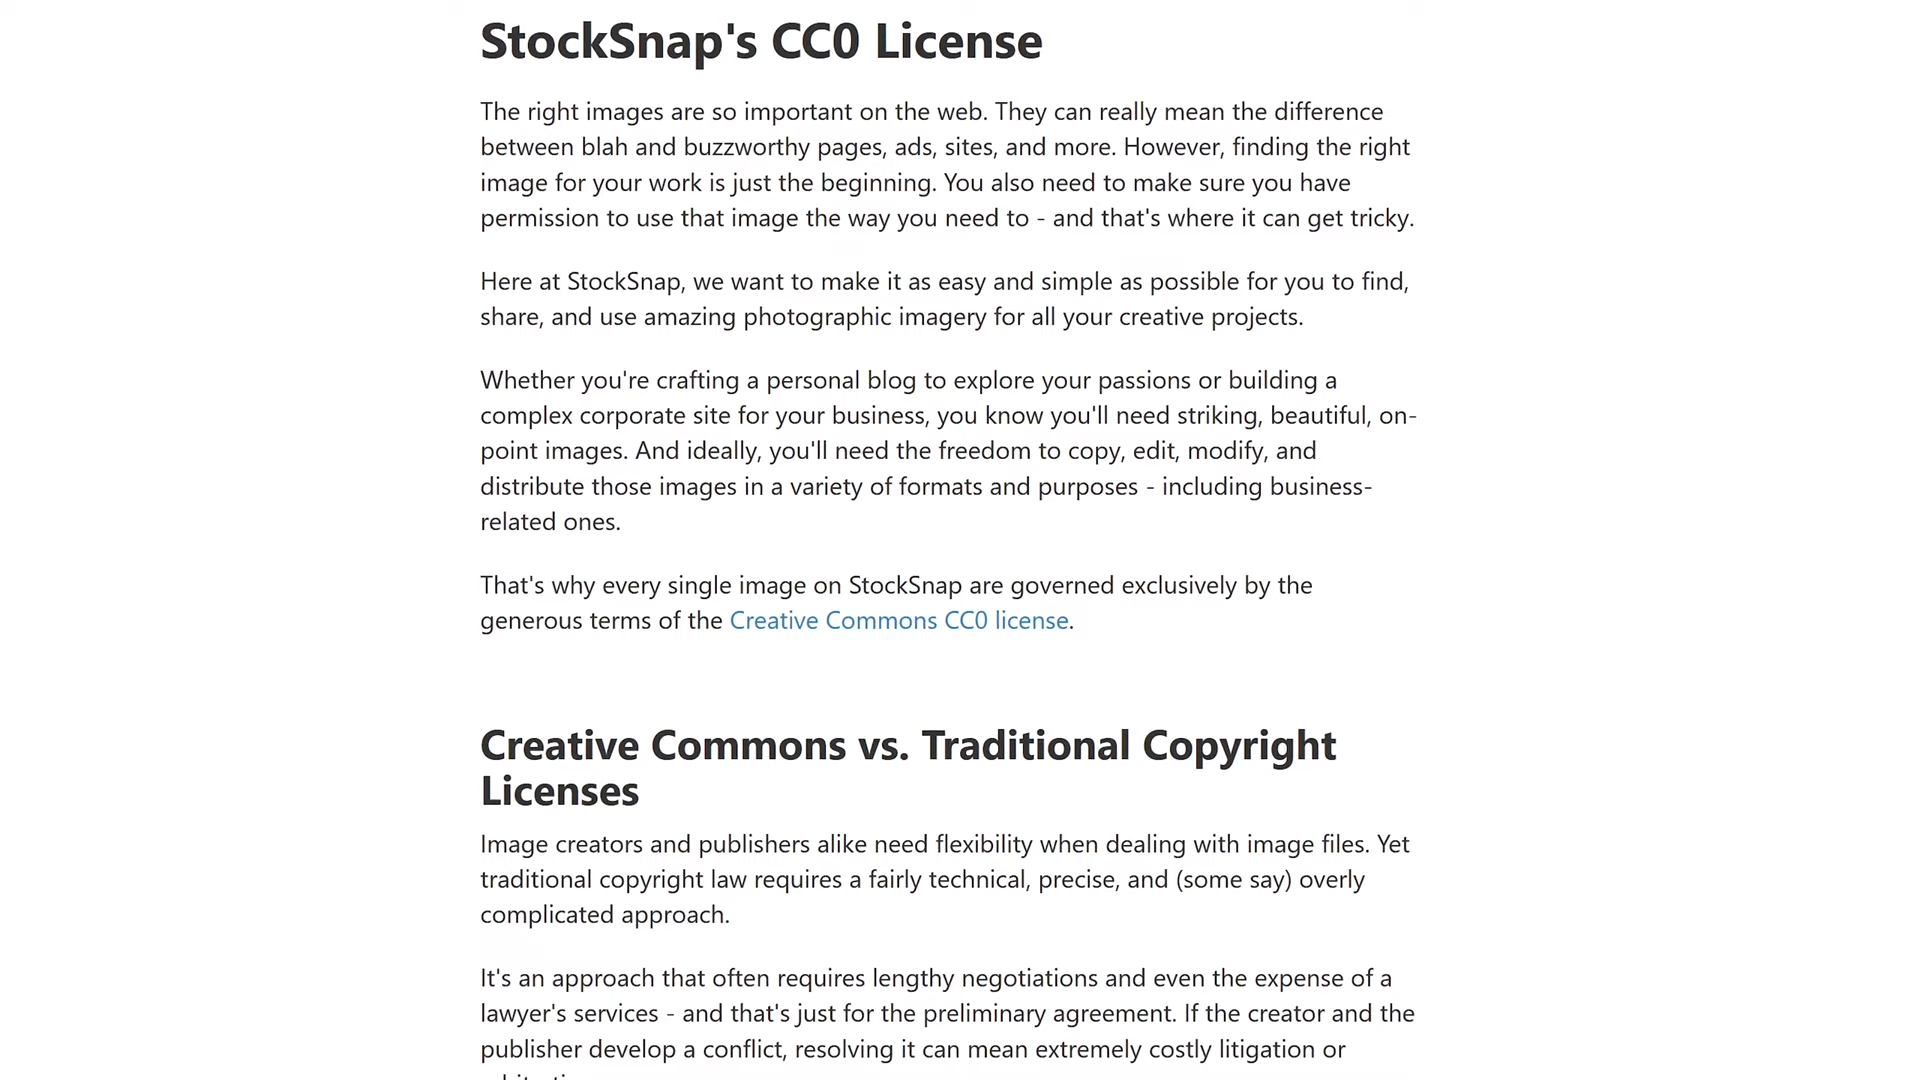 StockSnap's CC0 License
The right images are so important on the web. They can really mean the difference
between blah and buzzworthy pages, ads, sites, and more. However, finding the right
image for your work is just the beginning. You also need to make sure you have
permission to use that image the way you need to - and that's where it can get tricky.
Here at StockSnap, we want to make it as easy and simple as possible for you to find,
share, and use amazing photographic imagery for all your creative projects.
Whether you're crafting a personal blog to explore your passions or building a
complex corporate site for your business, you know you'll need striking, beautiful, on-
point images. And ideally, you'll need the freedom to copy, edit, modify, and
distribute those images in a variety of formats and purposes - including business-
related ones.
That's why every single image on StockSnap are governed exclusively by the
generous terms of the Creative Commons CC0 license.
Creative Commons vs. Traditional Copyright
Licenses
Image creators and publishers alike need flexibility when dealing with image files. Yet
traditional copyright law requires a fairly technical, precise, and (some say) overly
complicated approach.
It's an approach that often requires lengthy negotiations and even the expense of a
lawyer's services - and that's just for the preliminary agreement. If the creator and the
publisher develop a conflict, resolving it can mean extremely costly litigation or